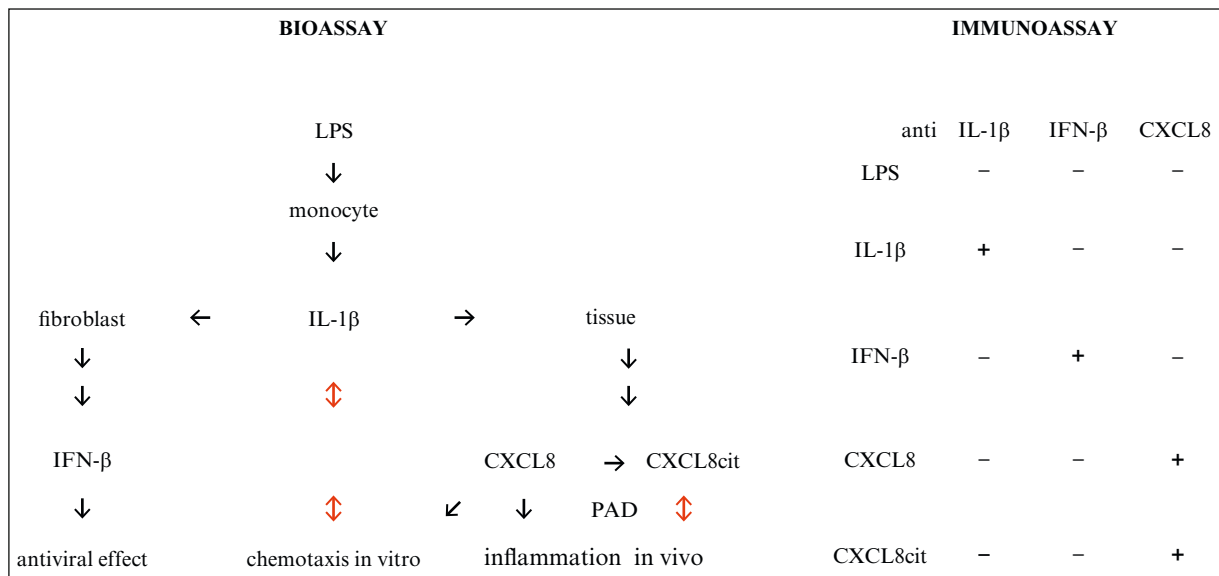 BIOASSAY IMMUNOASSAY
LPS anti IL-1β IFN-β CXCL8
↓ LPS – – –
monocyte
↓ IL-1β + – –
fibroblast ← IL-1β → tissue
↓ ↓ IFN-β – + –
↓ ↕ ↓
IFN-β CXCL8 → CXCL8cit CXCL8 – – +
↓ ↕ ↙ ↓ PAD ↕
antiviral effect chemotaxis in vitro inflammation in vivo CXCL8cit – – +